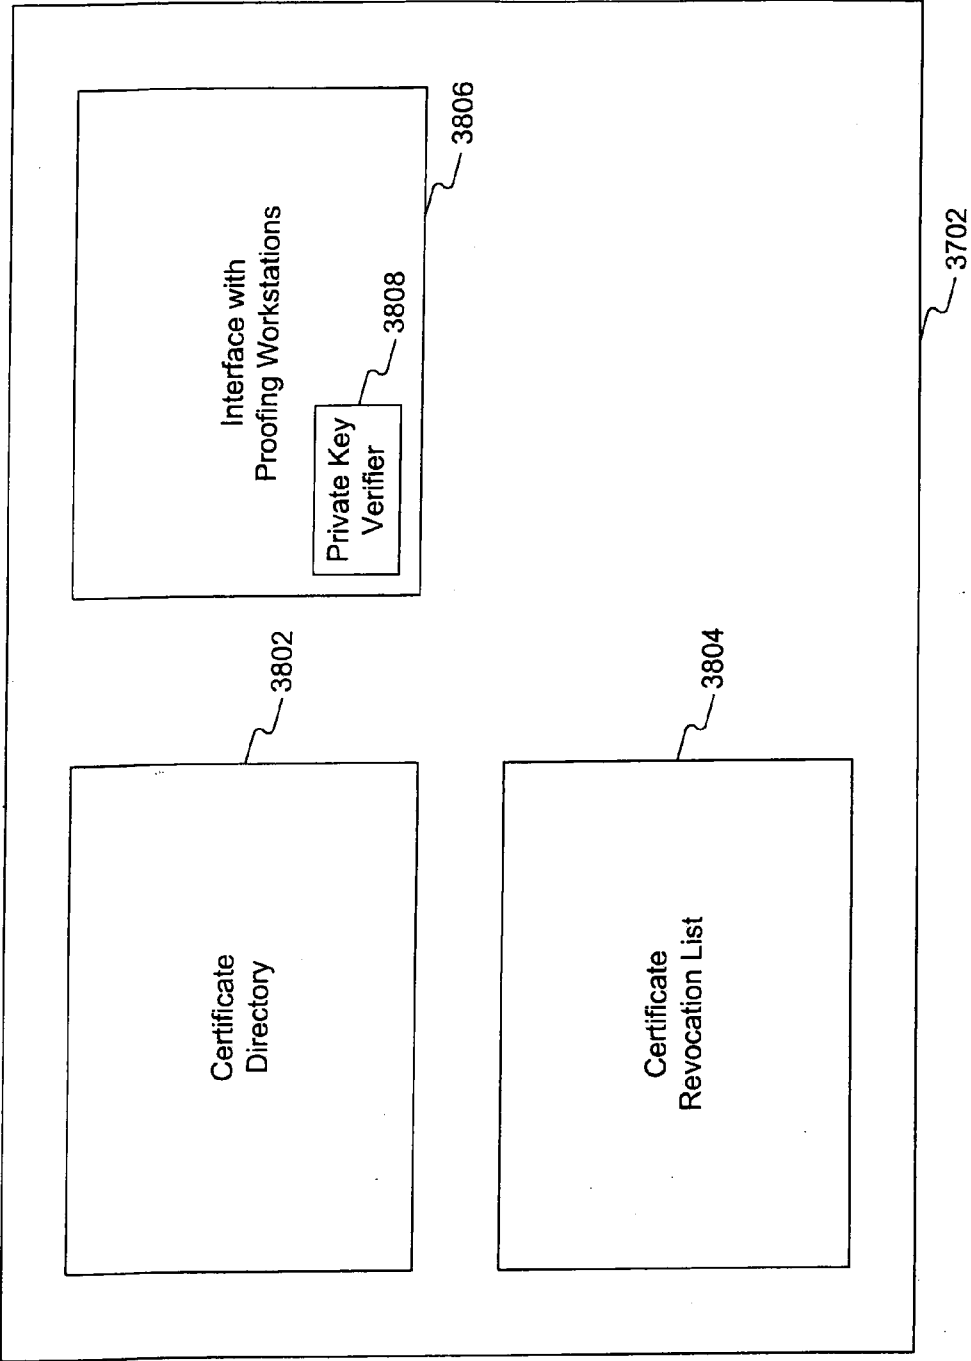 Certificate
Directory
3802
Interface with
Proofing Workstations
Private Key
Verifier
3808
3806
Certificate
Revocation List
3804
3702